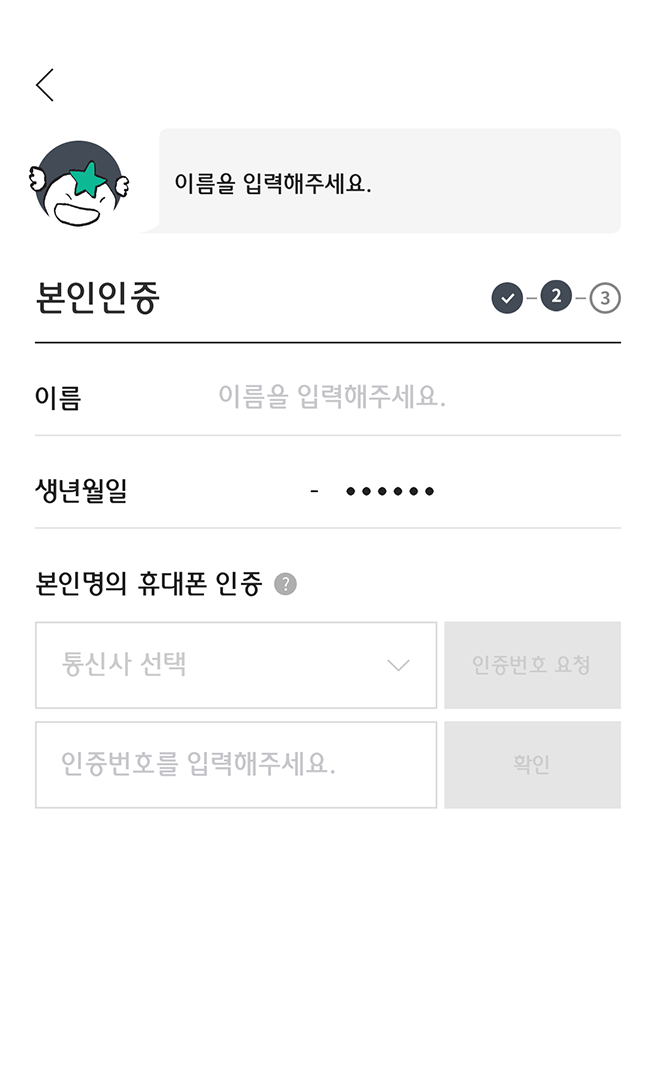 이름을 입력해주세요.
본인인증
2
3
이름 이름을 입력해주세요.
생년월일 - ●●●●●●
본인명의 휴대폰 인증 ?
통신사 선택 인증번호 요청
인증번호를 입력해주세요. 확인